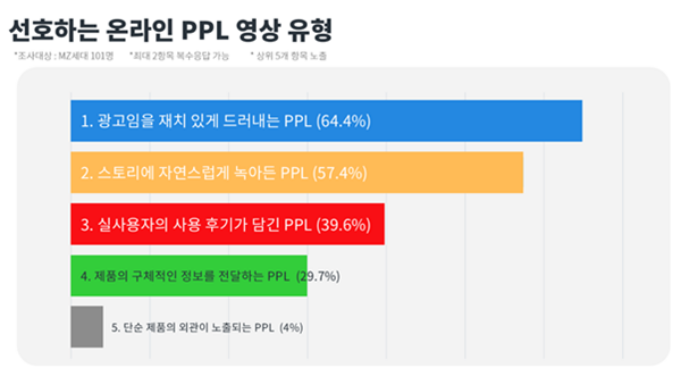 선호하는 온라인 PPL 영상 유형
*조사대상 : MZ세대 101명 *최대 2항목 복수응답 가능 * 상위 5개 항목 노출
1. 광고임을 재치 있게 드러내는 PPL (64.4%)
2. 스토리에 자연스럽게 녹아든 PPL (57.4%)
3. 실사용자의 사용 후기가 담긴 PPL (39.6%)
4. 제품의 구체적인 정보를 전달하는 PPL (29.7%)
5. 단순 제품의 외관이 노출되는 PPL (4%)